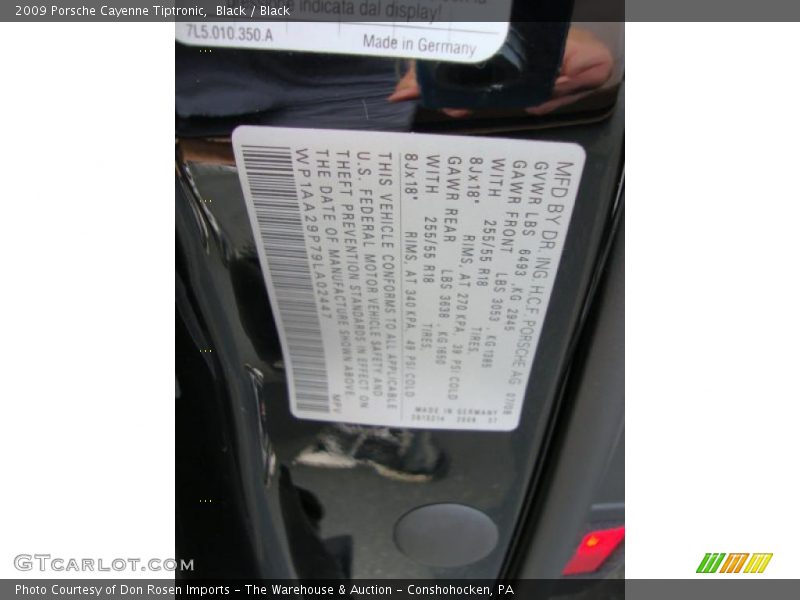 2009 Porsche Cayenne Tiptronic, Black / Black
indicata dal display!
7L5.010.350.A
Made in Germany
MFD BY DR. ING. H.C.F. PORSCHE AG 07/08
GVWR LBS 6493 ,KG 2945
GAWR FRONT LBS 3053 , KG 1385
WITH 255/55 R18 TIRES,
8Jx18" RIMS, AT 270 KPA, 39 PSI COLD
GAWR REAR LBS 3638 , KG 1650
WITH 255/55 R18 TIRES,
8Jx18" RIMS, AT 340 KPA, 49 PSI COLD
MADE IN GERMANY
THIS VEHICLE CONFORMS TO ALL APPLICABLE
U.S. FEDERAL MOTOR VEHICLE SAFETY AND
THEFT PREVENTION STANDARDS IN EFFECT ON
THE DATE OF MANUFACTURE SHOWN ABOVE
WP1AA29P79LA02447 MPV
GTCARLOT.COM
Photo Courtesy of Don Rosen Imports - The Warehouse & Auction - Conshohocken, PA